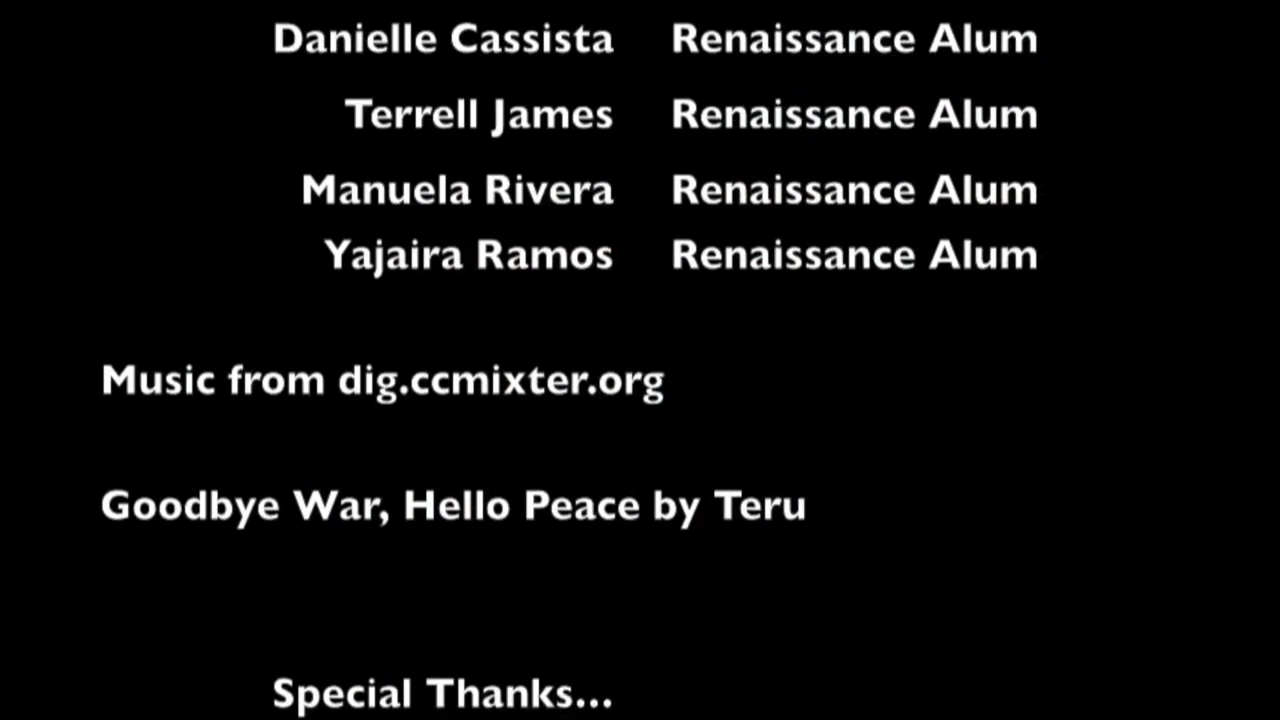 Danielle Cassista Renaissance Alum
Terrell James Renaissance Alum
Manuela Rivera Renaissance Alum
Yajaira Ramos Renaissance Alum
Music from dig.ccmixter.org
Goodbye War, Hello Peace by Teru
Special Thanks...